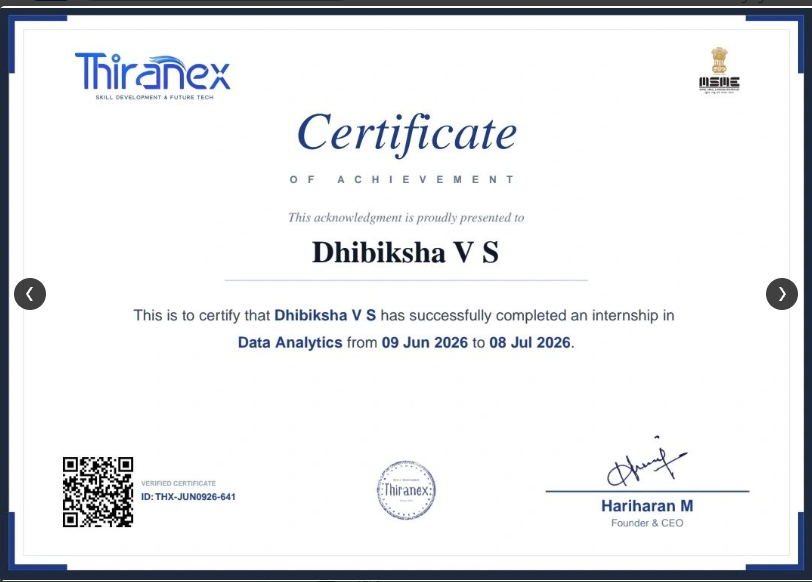 Thiranex
SKILL DEVELOPMENT & FUTURE TECH
MSME
Certificate
OF ACHIEVEMENT
This acknowledgment is proudly presented to
Dhibiksha V S
This is to certify that Dhibiksha V S has successfully completed an internship in
Data Analytics from 09 Jun 2026 to 08 Jul 2026.
VERIFIED CERTIFICATE
ID: THX-JUN0926-641
Thiranex
Hariharan M
Founder & CEO